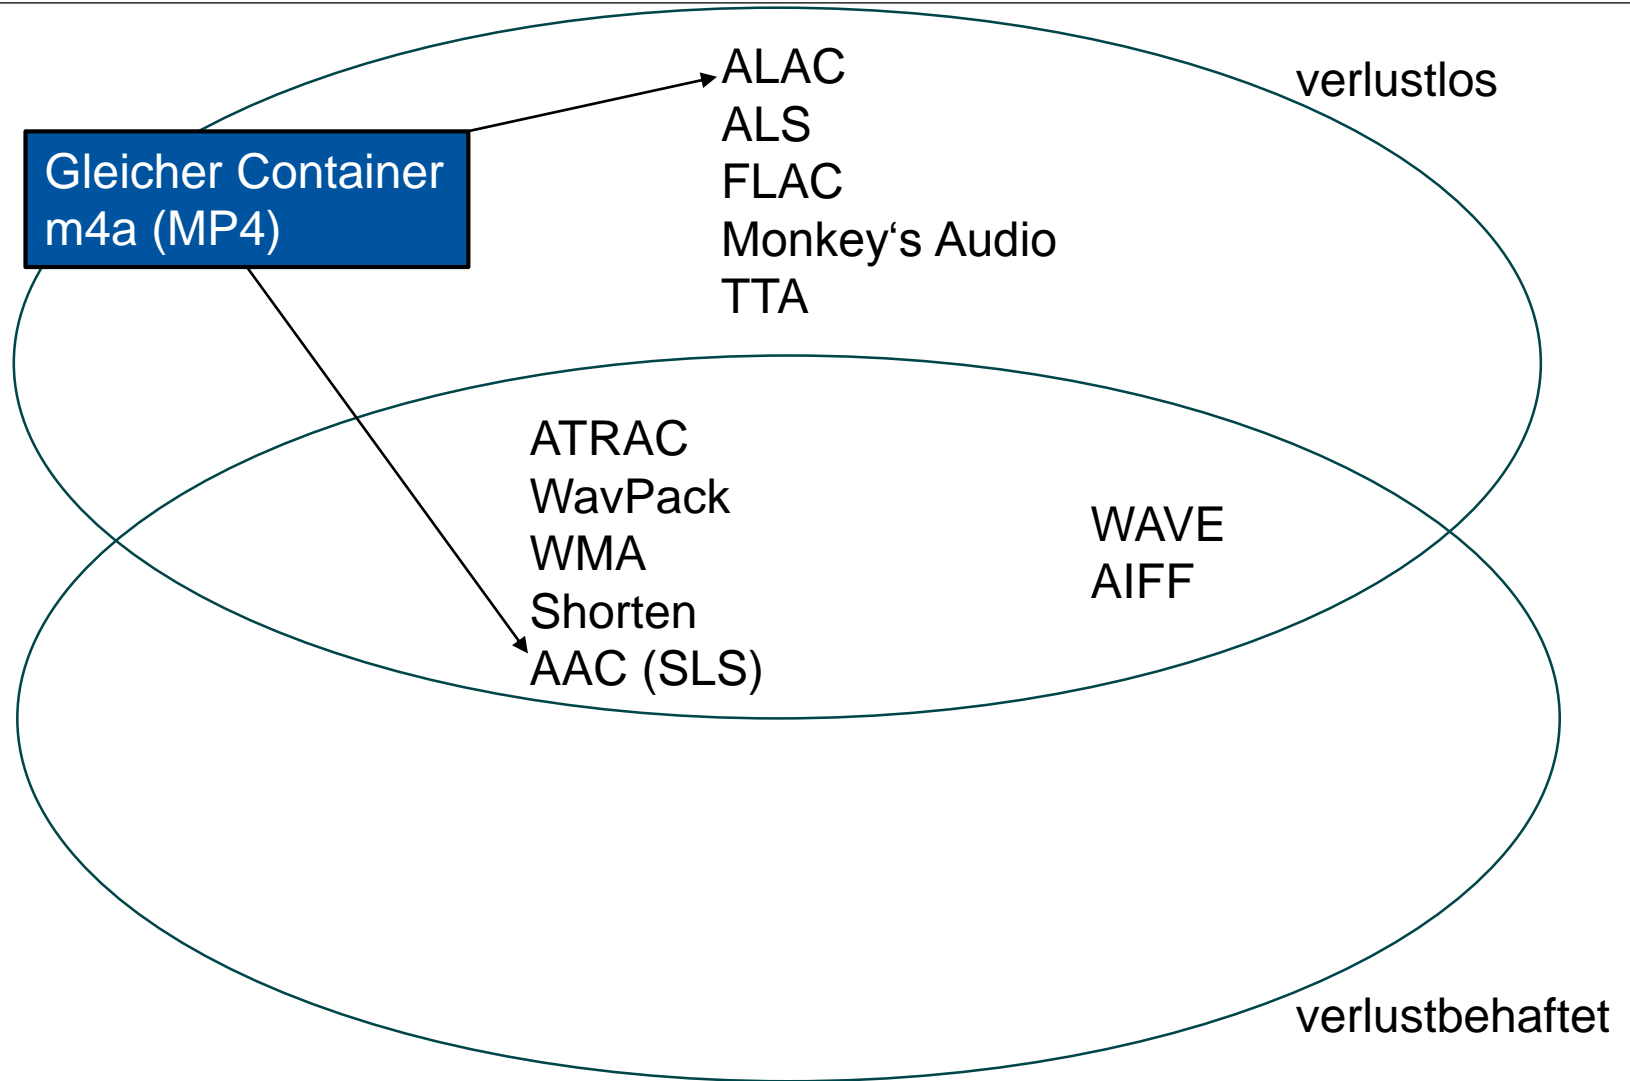 ALAC
verlustlos
ALS
Gleicher Container
m4a (MP4)
FLAC
Monkey‘s Audio
TTA
ATRAC
WavPack
WMA
Shorten
AAC (SLS)
WAVE
AIFF
verlustbehaftet